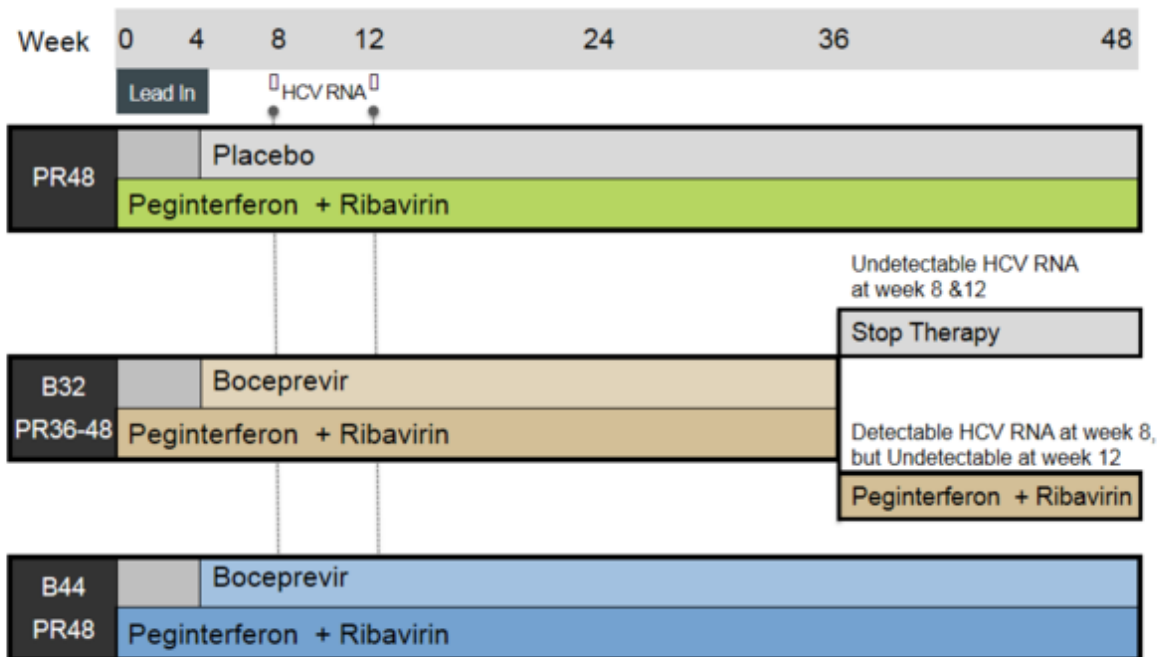 Week 0 4 8 12 24 36 48
Lead In
HCV RNA
PR48
Placebo
Peginterferon + Ribavirin
Undetectable HCV RNA
at week 8 &12
Stop Therapy
B32
PR36-48
Boceprevir
Peginterferon + Ribavirin
Detectable HCV RNA at week 8,
but Undetectable at week 12
Peginterferon + Ribavirin
B44
PR48
Boceprevir
Peginterferon + Ribavirin